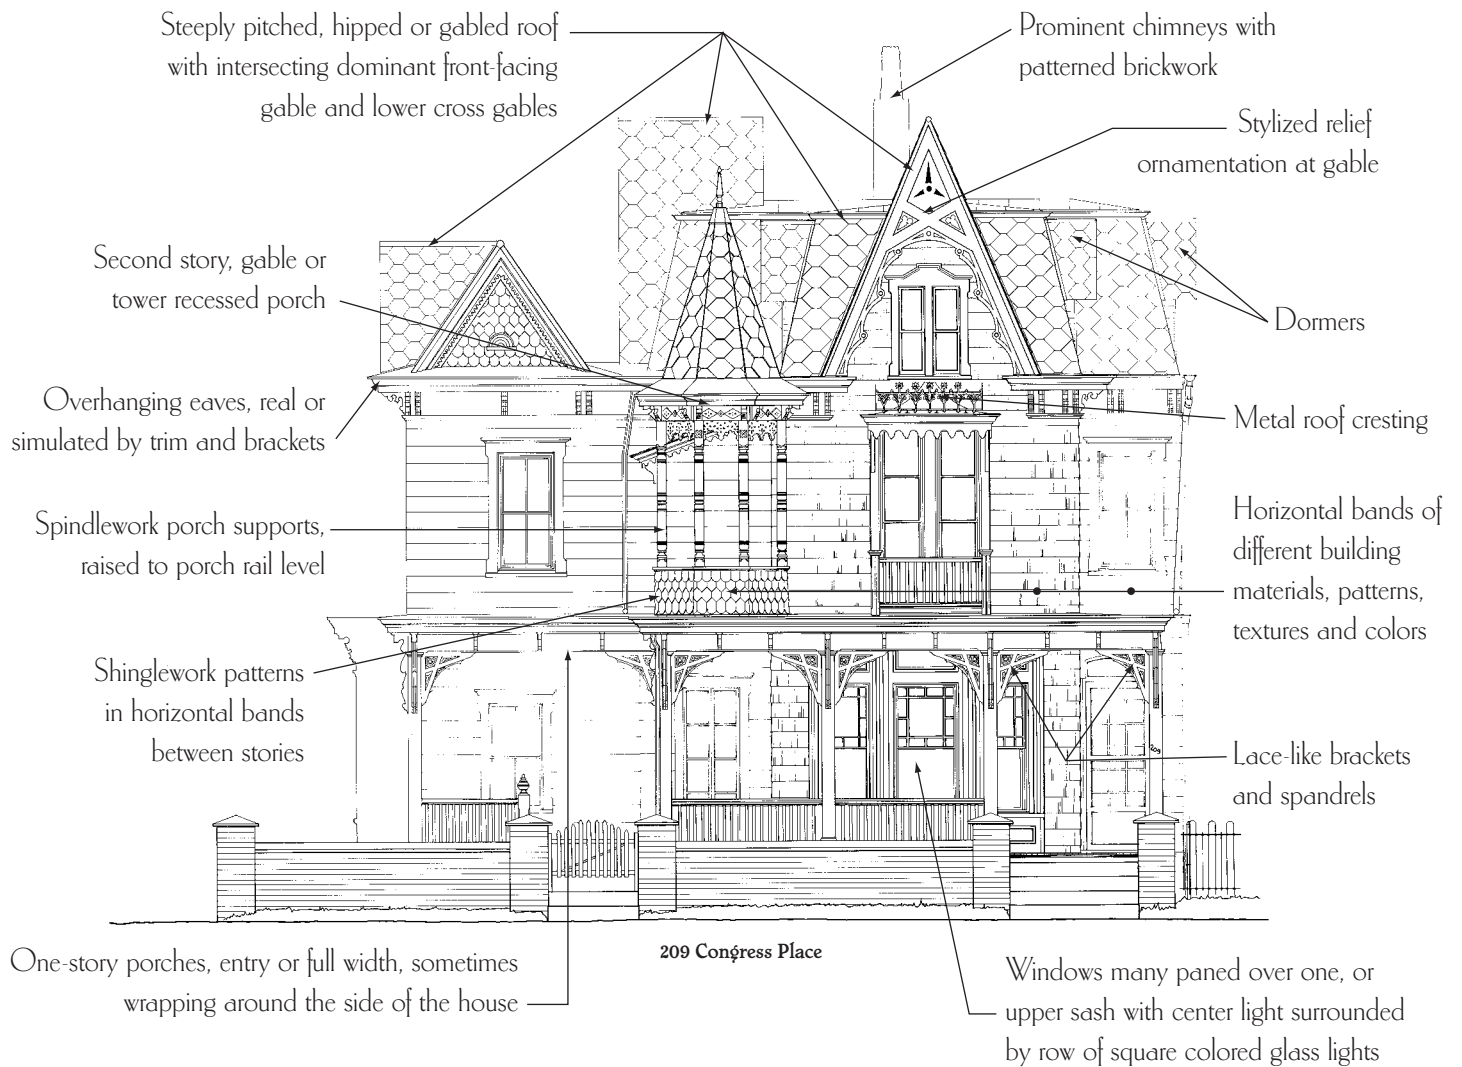 Steeply pitched, hipped or gabled roof
with intersecting dominant front-facing
gable and lower cross gables
Prominent chimneys with
patterned brickwork
Stylized relief
ornamentation at gable
Second story, gable or
tower recessed porch
Dormers
Overhanging eaves, real or
simulated by trim and brackets
Metal roof cresting
Spindlework porch supports,
raised to porch rail level
Horizontal bands of
different building
materials, patterns,
textures and colors
Shinglework patterns
in horizontal bands
between stories
209
Lace-like brackets
and spandrels
209 Congress Place
One-story porches, entry or full width, sometimes
wrapping around the side of the house
Windows many paned over one, or
upper sash with center light surrounded
by row of square colored glass lights